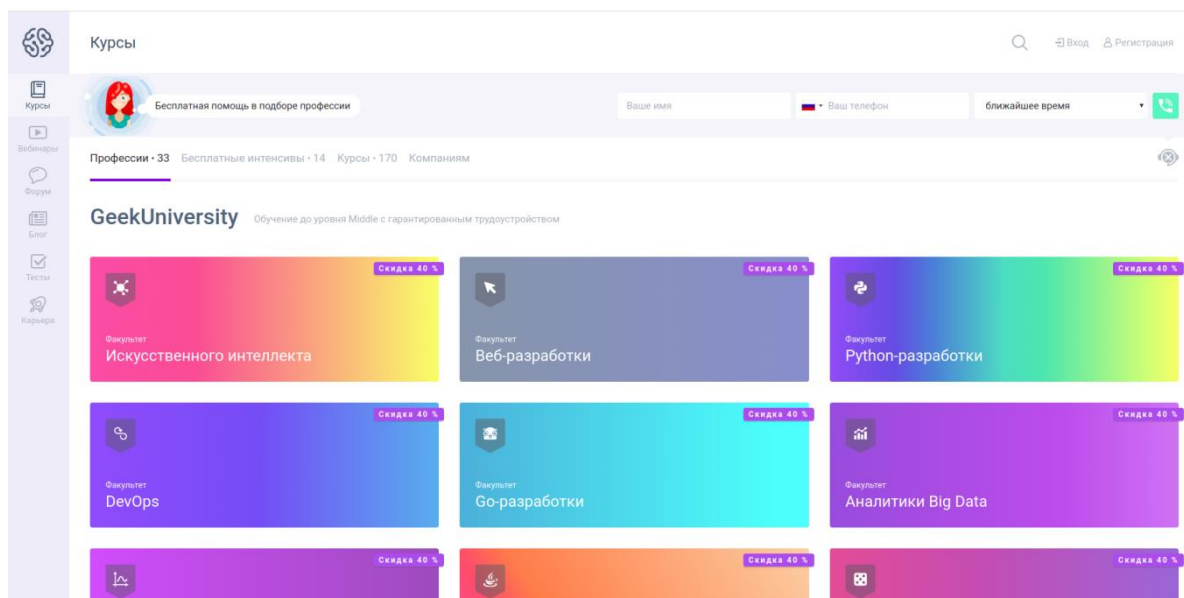 Курсы
Вход Регистрация
Курсы
Вебинары
Форум
Блог
Тесты
Карьера
Бесплатная помощь в подборе профессии
Ваше имя
Ваш телефон
ближайшее время
Профессии · 33 Бесплатные интенсивы · 14 Курсы · 170 Компаниям
GeekUniversity Обучение до уровня Middle с гарантированным трудоустройством
Скидка 40 %
Факультет
Искусственного интеллекта
Скидка 40 %
Факультет
Веб-разработки
Скидка 40 %
Факультет
Python-разработки
Скидка 40 %
Факультет
DevOps
Скидка 40 %
Факультет
Go-разработки
Скидка 40 %
Факультет
Аналитики Big Data
Скидка 40 %
Скидка 40 %
Скидка 40 %